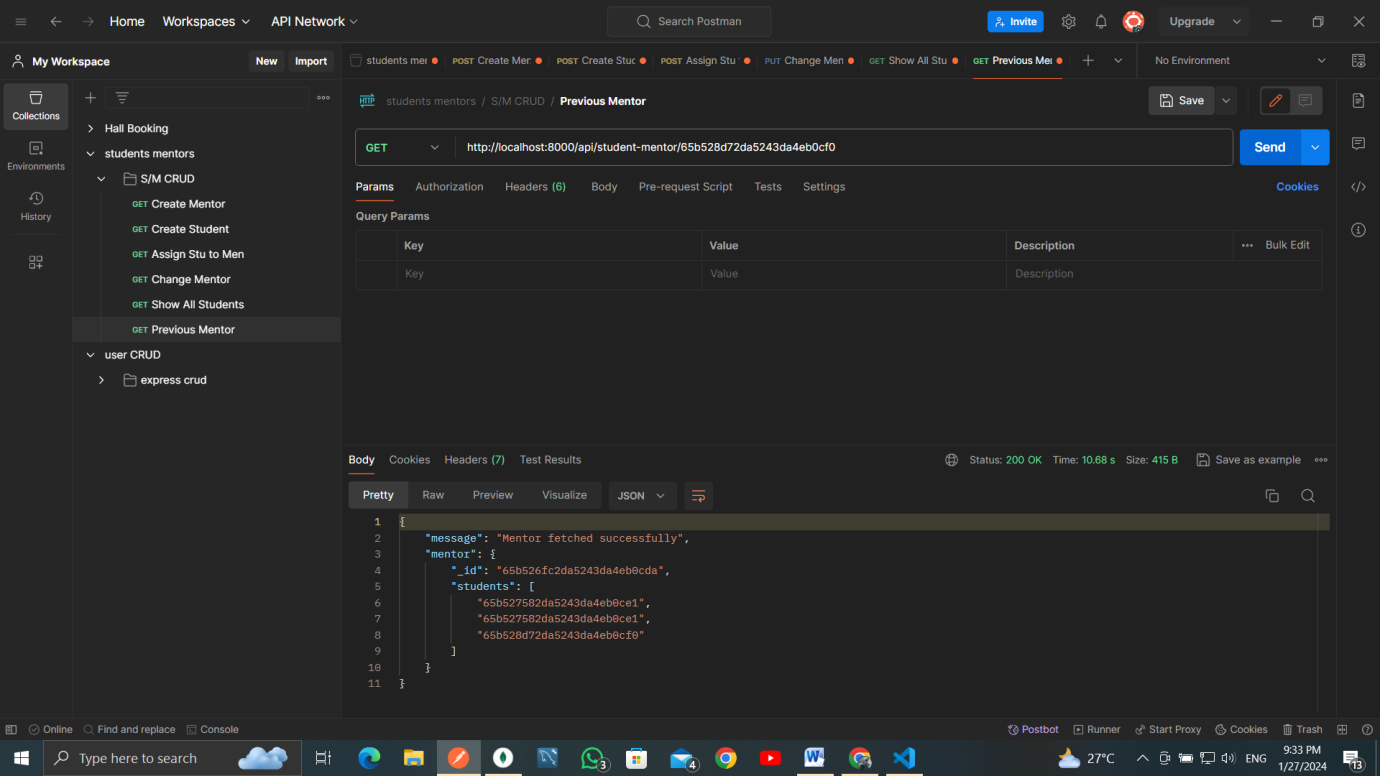 Home Workspaces API Network Search Postman Invite Upgrade
My Workspace New Import students mer POST Create Mer POST Create Stuc POST Assign Stu PUT Change Men GET Show All Stu GET Previous Me No Environment
Collections
Environments
History
Hall Booking
students mentors
S/M CRUD
GET Create Mentor
GET Create Student
GET Assign Stu to Men
GET Change Mentor
GET Show All Students
GET Previous Mentor
user CRUD
express crud
HTTP students mentors / S/M CRUD / Previous Mentor Save
GET http://localhost:8000/api/student-mentor/65b528d72da5243da4eb0cf0 Send
Params Authorization Headers (6) Body Pre-request Script Tests Settings Cookies
Query Params
Key Value Description Bulk Edit
Key Value Description
Body Cookies Headers (7) Test Results Status: 200 OK Time: 10.68 s Size: 415 B Save as example
Pretty Raw Preview Visualize JSON
1 {
2 "message": "Mentor fetched successfully",
3 "mentor": {
4 "_id": "65b526fc2da5243da4eb0cda",
5 "students": [
6 "65b527582da5243da4eb0ce1",
7 "65b527582da5243da4eb0ce1",
8 "65b528d72da5243da4eb0cf0"
9 ]
10 }
11 }
Online Find and replace Console Postbot Runner Start Proxy Cookies Trash
Type here to search 3 4 27°C ENG 9:33 PM 13
1/27/2024